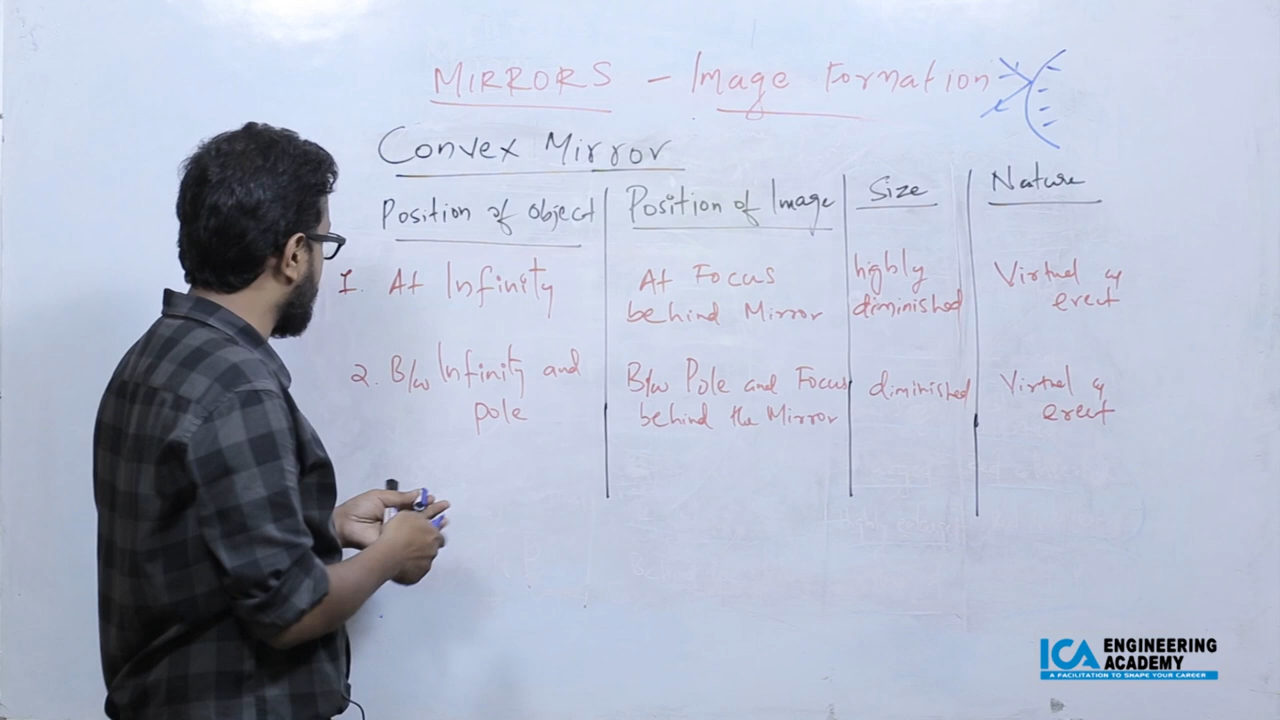 MIRRORS - Image Formation
Convex Mirror
Position of object
Position of Image
Size
Nature
1. At Infinity
At Focus
behind Mirror
highly
diminished
Virtual &
erect
2. B/w Infinity and
pole
B/w Pole and Focus
behind the Mirror
diminished
Virtual &
erect
ICA ENGINEERING
ACADEMY
A FACILITATION TO SHAPE YOUR CAREER